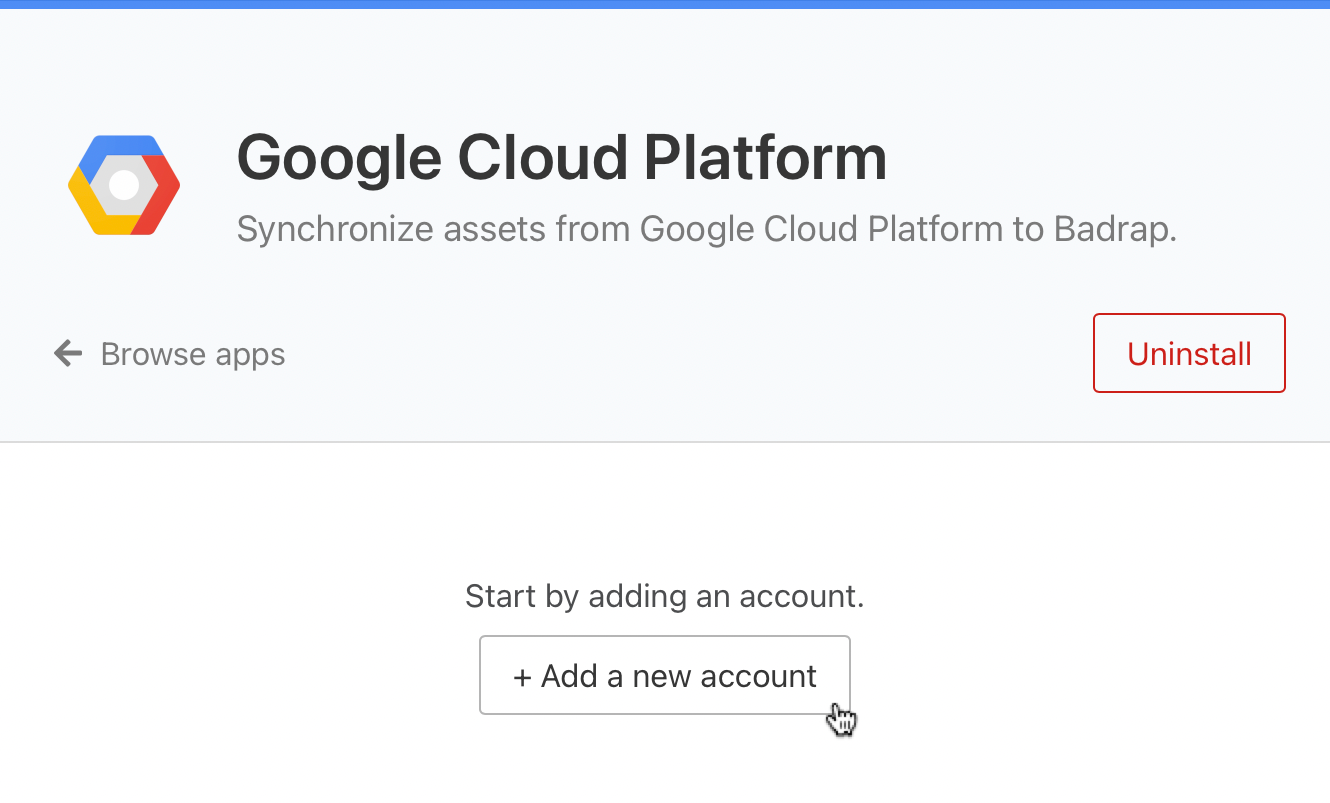 Google Cloud Platform
Synchronize assets from Google Cloud Platform to Badrap.
Browse apps
Uninstall
Start by adding an account.
+ Add a new account